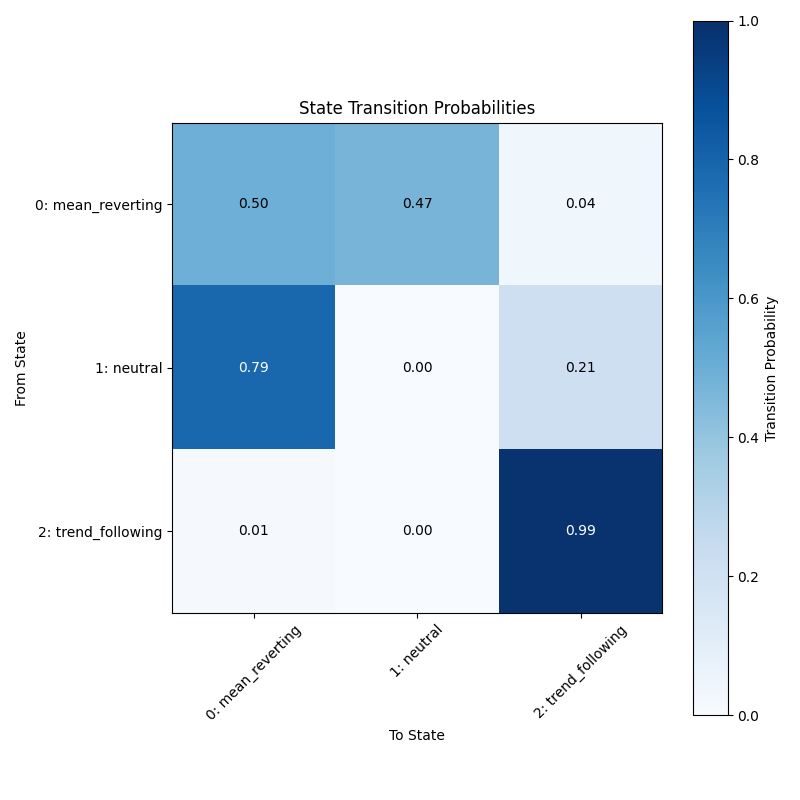 State Transition Probabilities
1.0
0.8
0.6
0.4
0.2
0.0
Transition Probability
From State
0: mean_reverting
0.50
0.47
0.04
1: neutral
0.79
0.00
0.21
2: trend_following
0.01
0.00
0.99
0: mean_reverting
1: neutral
2: trend_following
To State